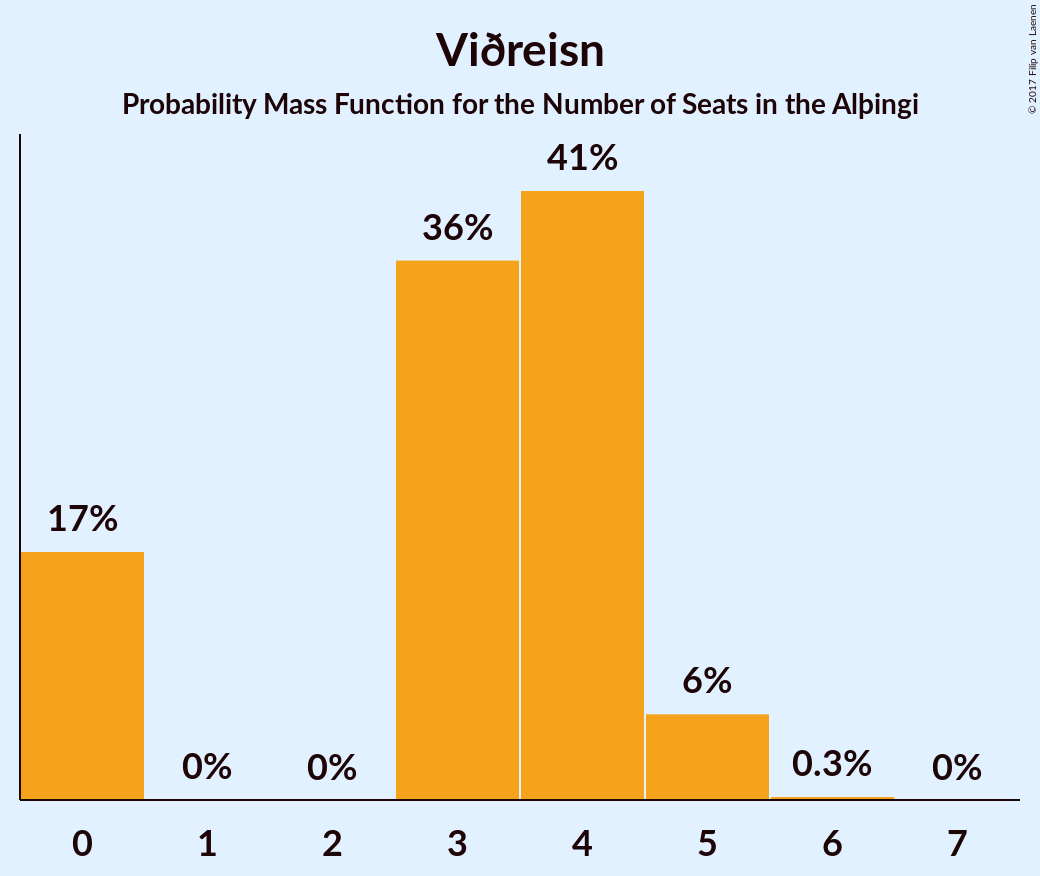 Viðreisn
Probability Mass Function for the Number of Seats in the Alþingi
© 2017 Filip van Laenen
17%
0%
0%
36%
41%
6%
0.3%
0%
0 1 2 3 4 5 6 7